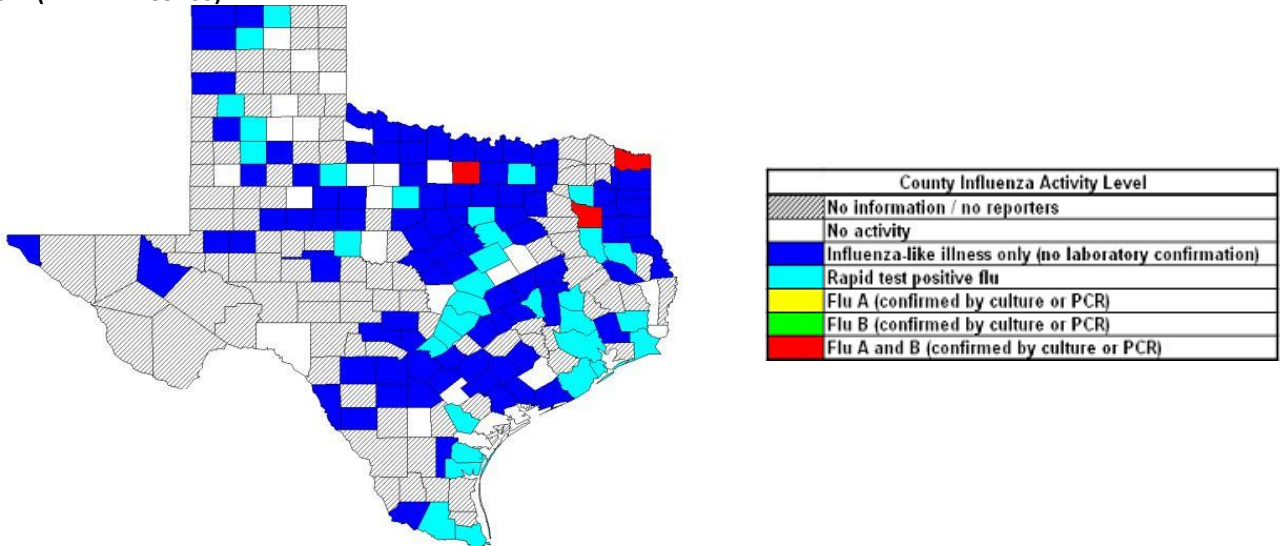 County Influenza Activity Level
No information / no reporters
No activity
Influenza-like illness only (no laboratory confirmation)
Rapid test positive flu
Flu A (confirmed by culture or PCR)
Flu B (confirmed by culture or PCR)
Flu A and B (confirmed by culture or PCR)